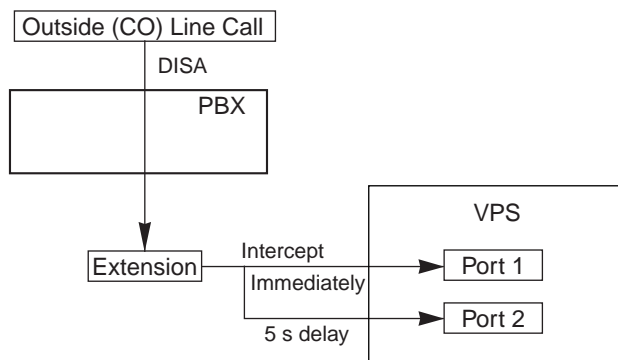 Outside (CO) Line Call
DISA
PBX
VPS
Intercept
Extension
Port 1
Immediately
Port 2
5 s delay